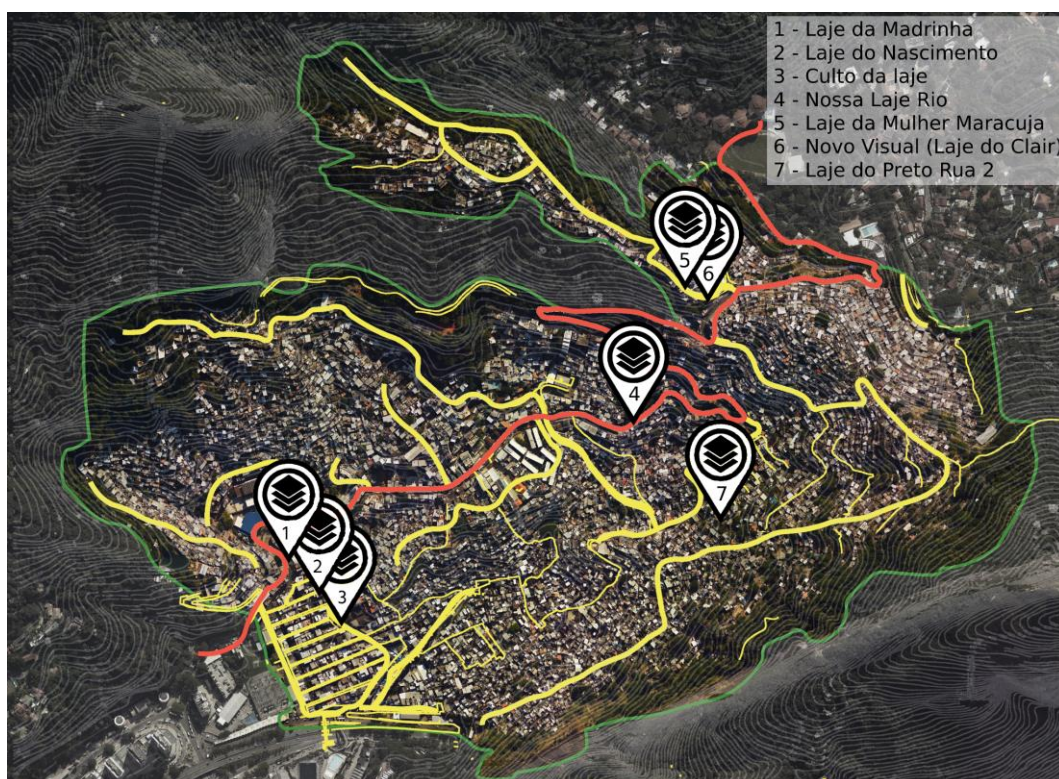 1 - Laje da Madrinha
2 - Laje do Nascimento
3 - Culto da laje
4 - Nossa Laje Rio
5 - Laje da Mulher Maracuja
6 - Novo Visual (Laje do Clair)
7 - Laje do Preto Rua 2
5
6
4
7
1
2
3